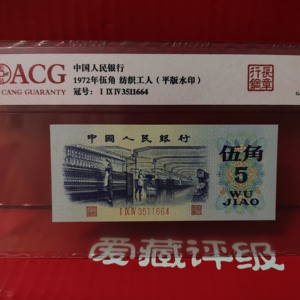 ACG
CANG GUARANTY
中国人民银行
1972年伍角 纺织工人（平版水印）
冠号： I IX IV 3511664
中国人民银行
伍角
5
WU
JIAO
I IX IV 3511664
爱藏评级